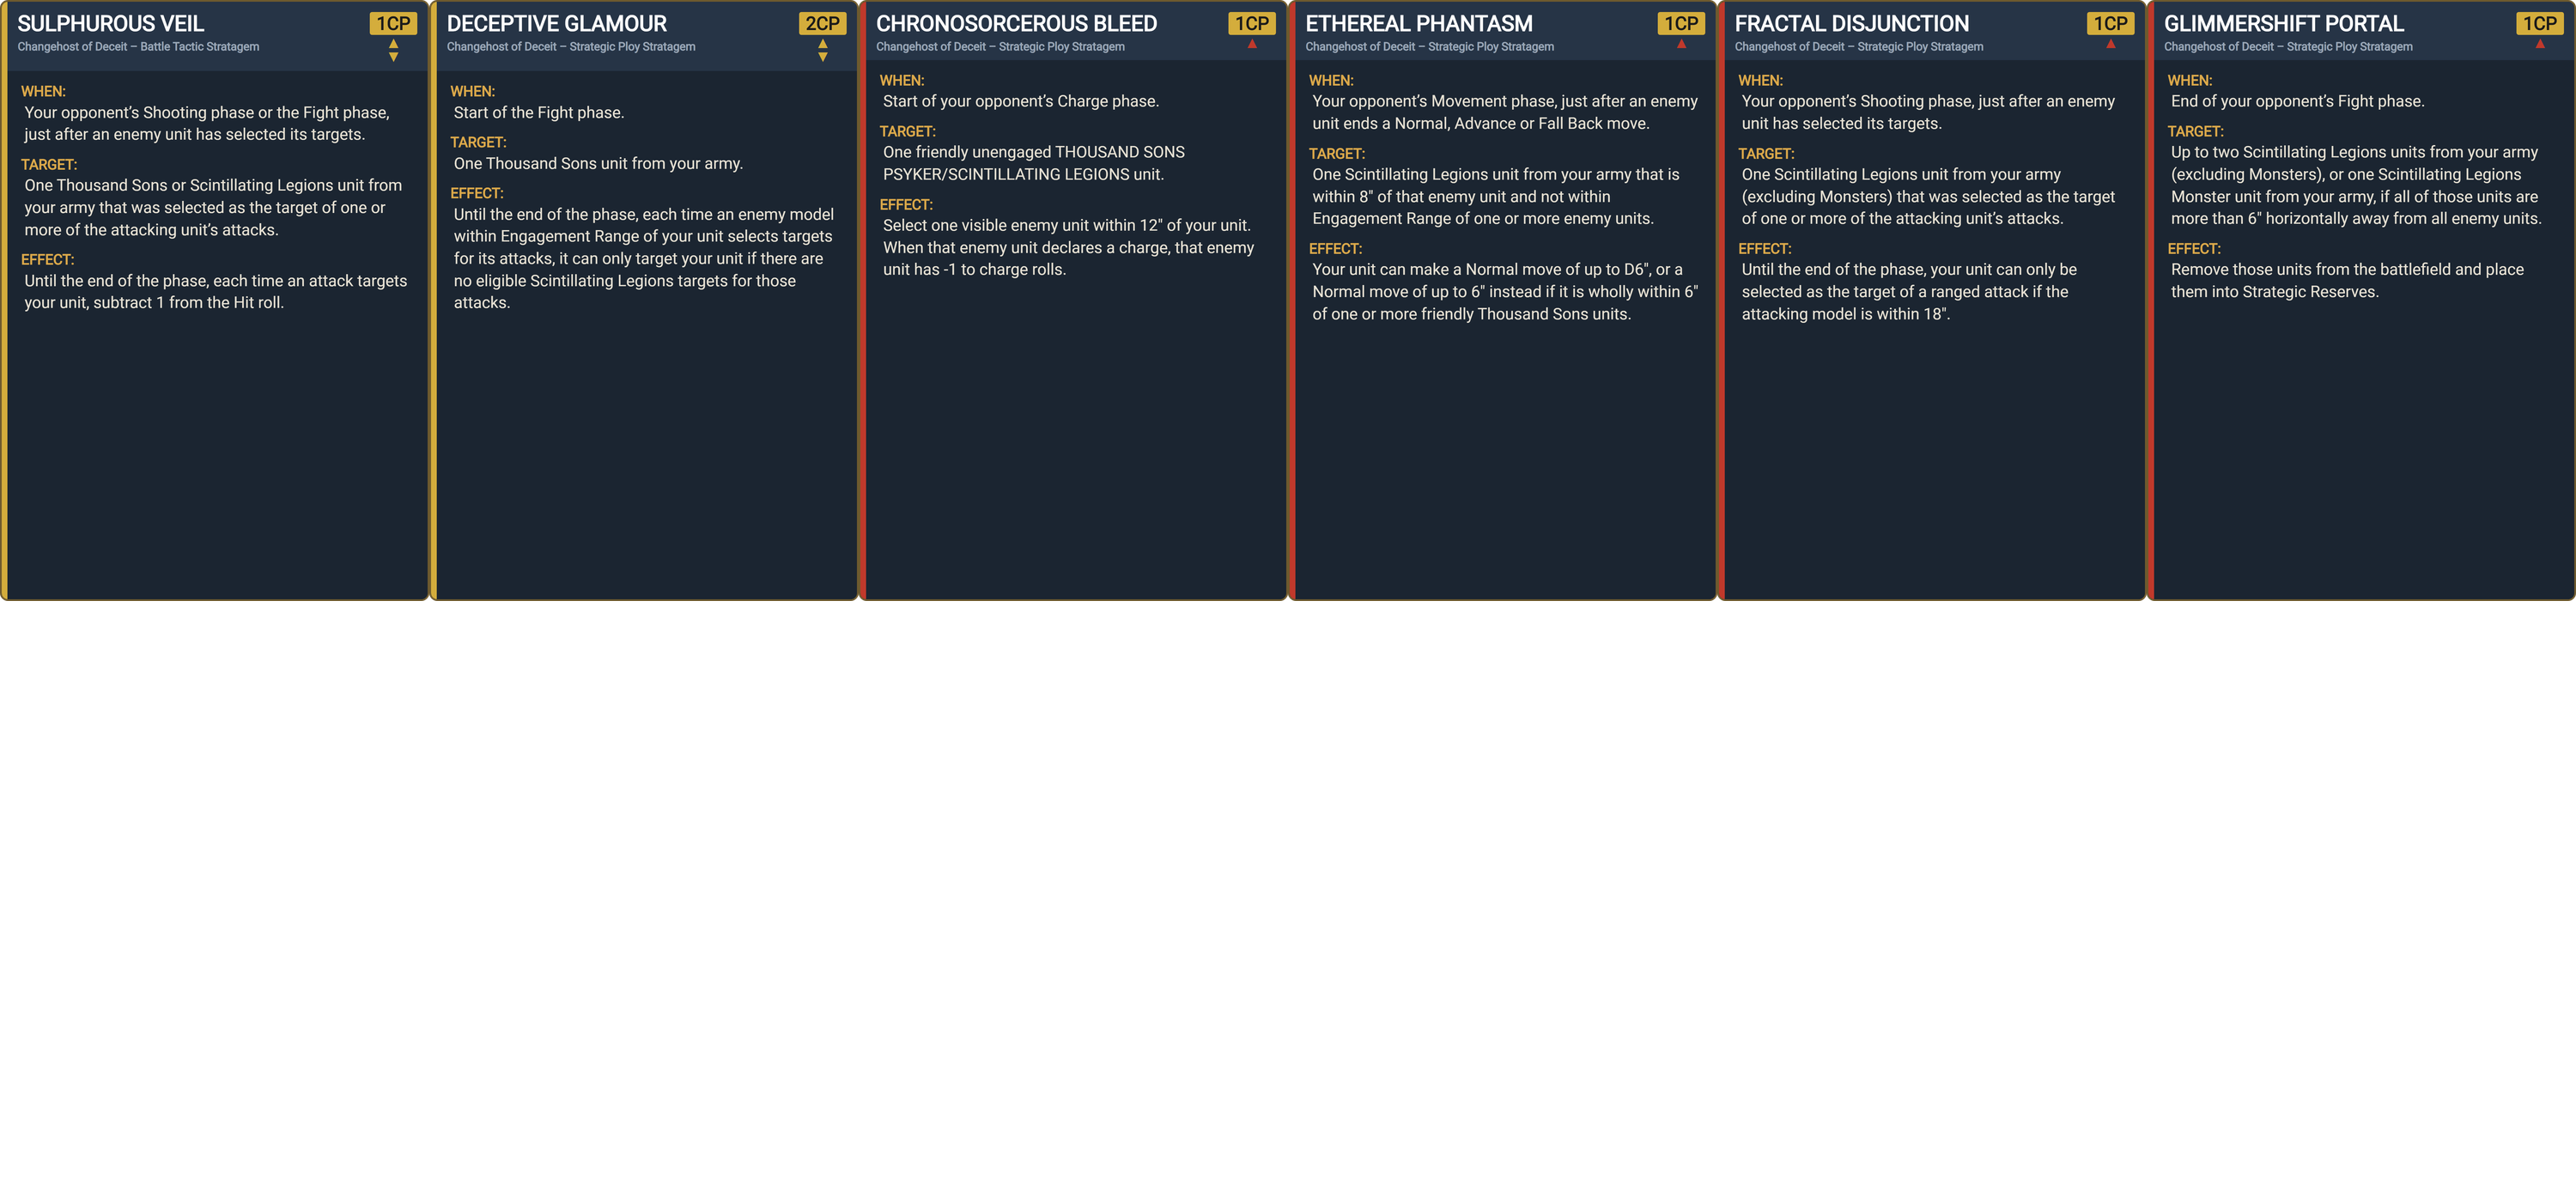 SULPHUROUS VEIL
1CP
Changehost of Deceit – Battle Tactic Stratagem
WHEN:
Your opponent’s Shooting phase or the Fight phase,
just after an enemy unit has selected its targets.
TARGET:
One Thousand Sons or Scintillating Legions unit from
your army that was selected as the target of one or
more of the attacking unit’s attacks.
EFFECT:
Until the end of the phase, each time an attack targets
your unit, subtract 1 from the Hit roll.
DECEPTIVE GLAMOUR
2CP
Changehost of Deceit – Strategic Ploy Stratagem
WHEN:
Start of the Fight phase.
TARGET:
One Thousand Sons unit from your army.
EFFECT:
Until the end of the phase, each time an enemy model
within Engagement Range of your unit selects targets
for its attacks, it can only target your unit if there are
no eligible Scintillating Legions targets for those
attacks.
CHRONOSORCEROUS BLEED
1CP
Changehost of Deceit – Strategic Ploy Stratagem
WHEN:
Start of your opponent’s Charge phase.
TARGET:
One friendly unengaged THOUSAND SONS
PSYKER/SCINTILLATING LEGIONS unit.
EFFECT:
Select one visible enemy unit within 12" of your unit.
When that enemy unit declares a charge, that enemy
unit has -1 to charge rolls.
ETHEREAL PHANTASM
1CP
Changehost of Deceit – Strategic Ploy Stratagem
WHEN:
Your opponent’s Movement phase, just after an enemy
unit ends a Normal, Advance or Fall Back move.
TARGET:
One Scintillating Legions unit from your army that is
within 8" of that enemy unit and not within
Engagement Range of one or more enemy units.
EFFECT:
Your unit can make a Normal move of up to D6", or a
Normal move of up to 6" instead if it is wholly within 6"
of one or more friendly Thousand Sons units.
FRACTAL DISJUNCTION
1CP
Changehost of Deceit – Strategic Ploy Stratagem
WHEN:
Your opponent’s Shooting phase, just after an enemy
unit has selected its targets.
TARGET:
One Scintillating Legions unit from your army
(excluding Monsters) that was selected as the target
of one or more of the attacking unit’s attacks.
EFFECT:
Until the end of the phase, your unit can only be
selected as the target of a ranged attack if the
attacking model is within 18".
GLIMMERSHIFT PORTAL
1CP
Changehost of Deceit – Strategic Ploy Stratagem
WHEN:
End of your opponent’s Fight phase.
TARGET:
Up to two Scintillating Legions units from your army
(excluding Monsters), or one Scintillating Legions
Monster unit from your army, if all of those units are
more than 6" horizontally away from all enemy units.
EFFECT:
Remove those units from the battlefield and place
them into Strategic Reserves.